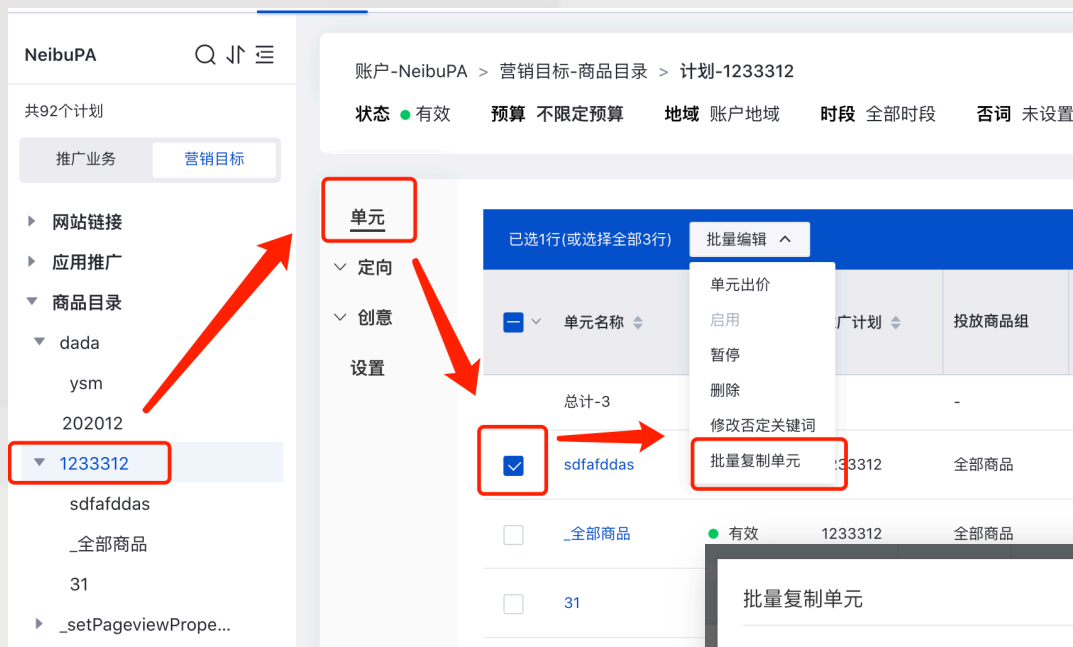 NeibuPA
共92个计划
推广业务 营销目标
网站链接
应用推广
商品目录
dada
ysm
202012
1233312
sdfafddas
_全部商品
31
_setPageviewPrope...
账户-NeibuPA > 营销目标-商品目录 > 计划-1233312
状态 有效 预算 不限定预算 地域 账户地域 时段 全部时段 否词 未设置
单元
定向
创意
设置
已选1行(或选择全部3行) 批量编辑
单元出价
启用
暂停
删除
修改否定关键词
批量复制单元
单元名称 广计划 投放商品组
总计-3 -
sdfafddas 233312 全部商品
_全部商品 有效 1233312 全部商品
31
批量复制单元